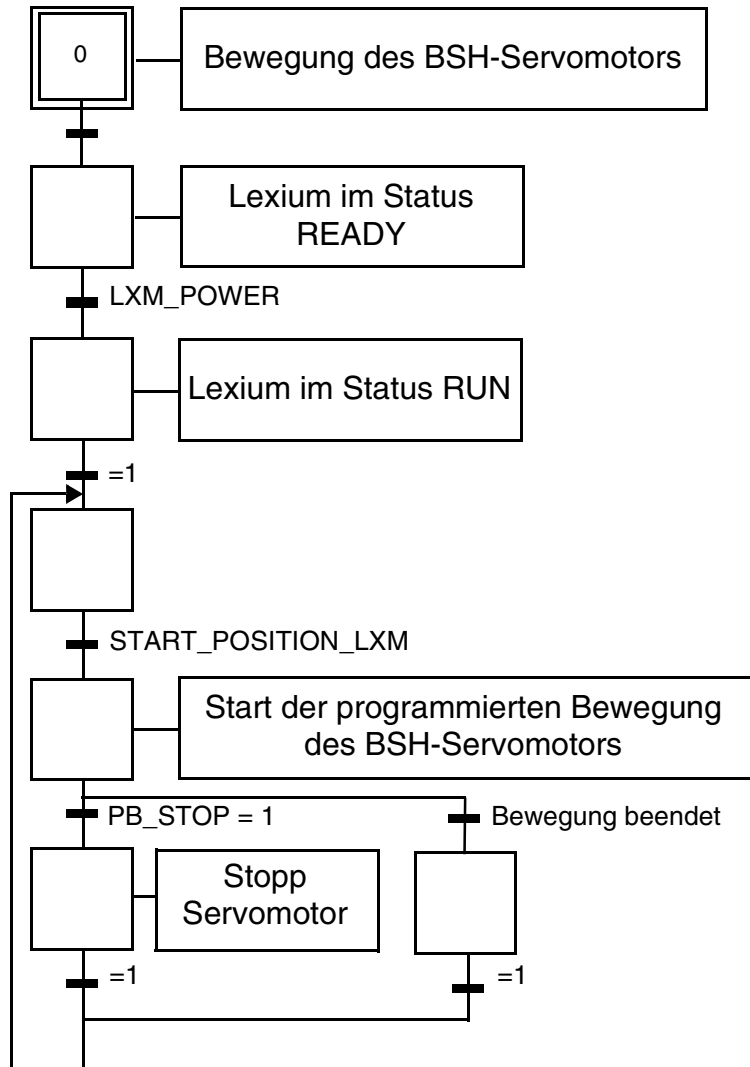 0
Bewegung des BSH-Servomotors
Lexium im Status
READY
LXM_POWER
Lexium im Status RUN
=1
START_POSITION_LXM
Start der programmierten Bewegung
des BSH-Servomotors
PB_STOP = 1
Bewegung beendet
Stopp
Servomotor
=1
=1